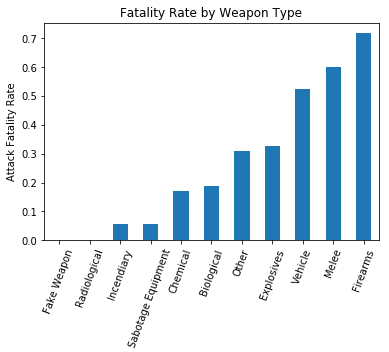 Fatality Rate by Weapon Type
Attack Fatality Rate
0.7
0.6
0.5
0.4
0.3
0.2
0.1
0.0
Fake Weapon
Radiological
Incendiary
Sabotage Equipment
Chemical
Biological
Other
Explosives
Vehicle
Melee
Firearms